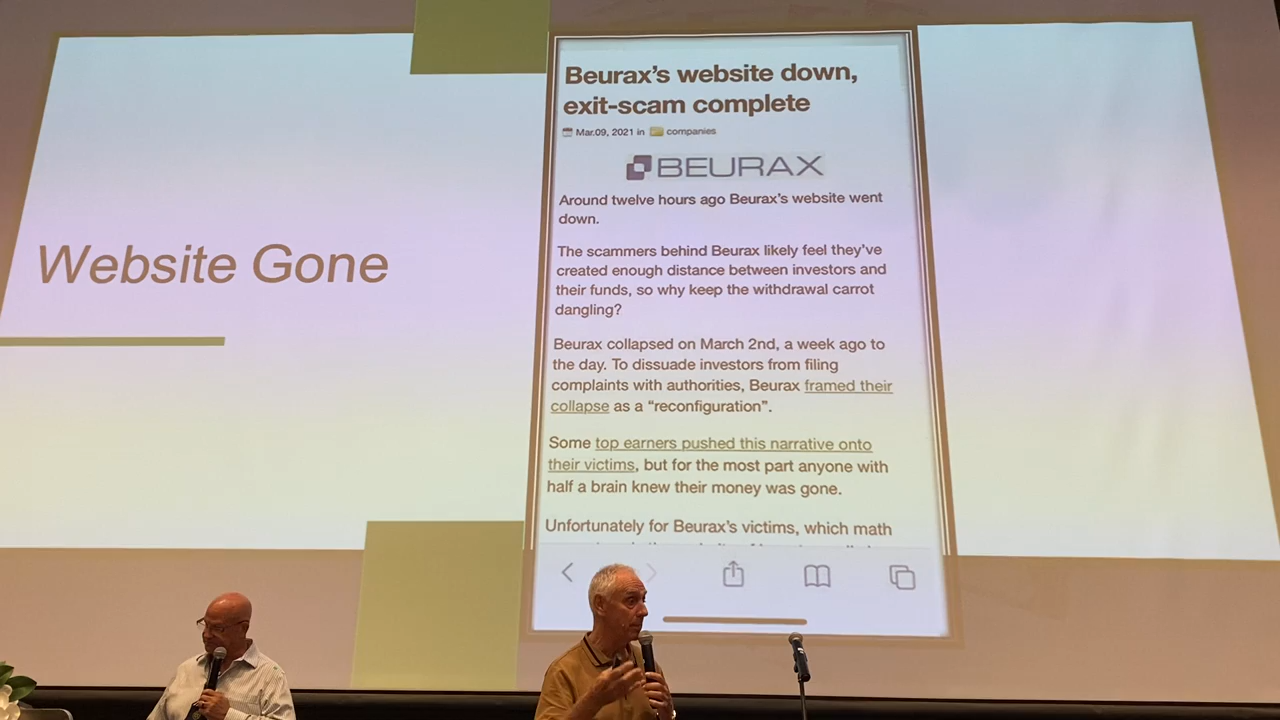 Website Gone
Beurax's website down,
exit-scam complete
Mar.09, 2021 in companies
BEURAX
Around twelve hours ago Beurax's website went
down.
The scammers behind Beurax likely feel they've
created enough distance between investors and
their funds, so why keep the withdrawal carrot
dangling?
Beurax collapsed on March 2nd, a week ago to
the day. To dissuade investors from filing
complaints with authorities, Beurax framed their
collapse as a “reconfiguration”.
Some top earners pushed this narrative onto
their victims, but for the most part anyone with
half a brain knew their money was gone.
Unfortunately for Beurax's victims, which math